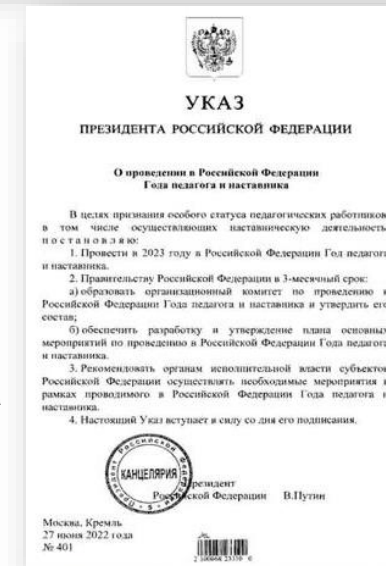 УКАЗ
ПРЕЗИДЕНТА РОССИЙСКОЙ ФЕДЕРАЦИИ
О проведении в Российской Федерации
Года педагога и наставника
В целях признания особого статуса педагогических работников
в том числе осуществляющих наставническую деятельность
п о с т а н о в л я ю:
1. Провести в 2023 году в Российской Федерации Год педагога
и наставника.
2. Правительству Российской Федерации в 3-месячный срок:
а) образовать организационный комитет по проведению в
Российской Федерации Года педагога и наставника и утвердить его
состав;
б) обеспечить разработку и утверждение плана основных
мероприятий по проведению в Российской Федерации Года педагога
и наставника.
3. Рекомендовать органам исполнительной власти субъектов
Российской Федерации осуществлять необходимые мероприятия в
рамках проводимого в Российской Федерации Года педагога и
наставника.
4. Настоящий Указ вступает в силу со дня его подписания.
КАНЦЕЛЯРИЯ
Президент
Российской Федерации В.Путин
Москва, Кремль
27 июня 2022 года
№ 401